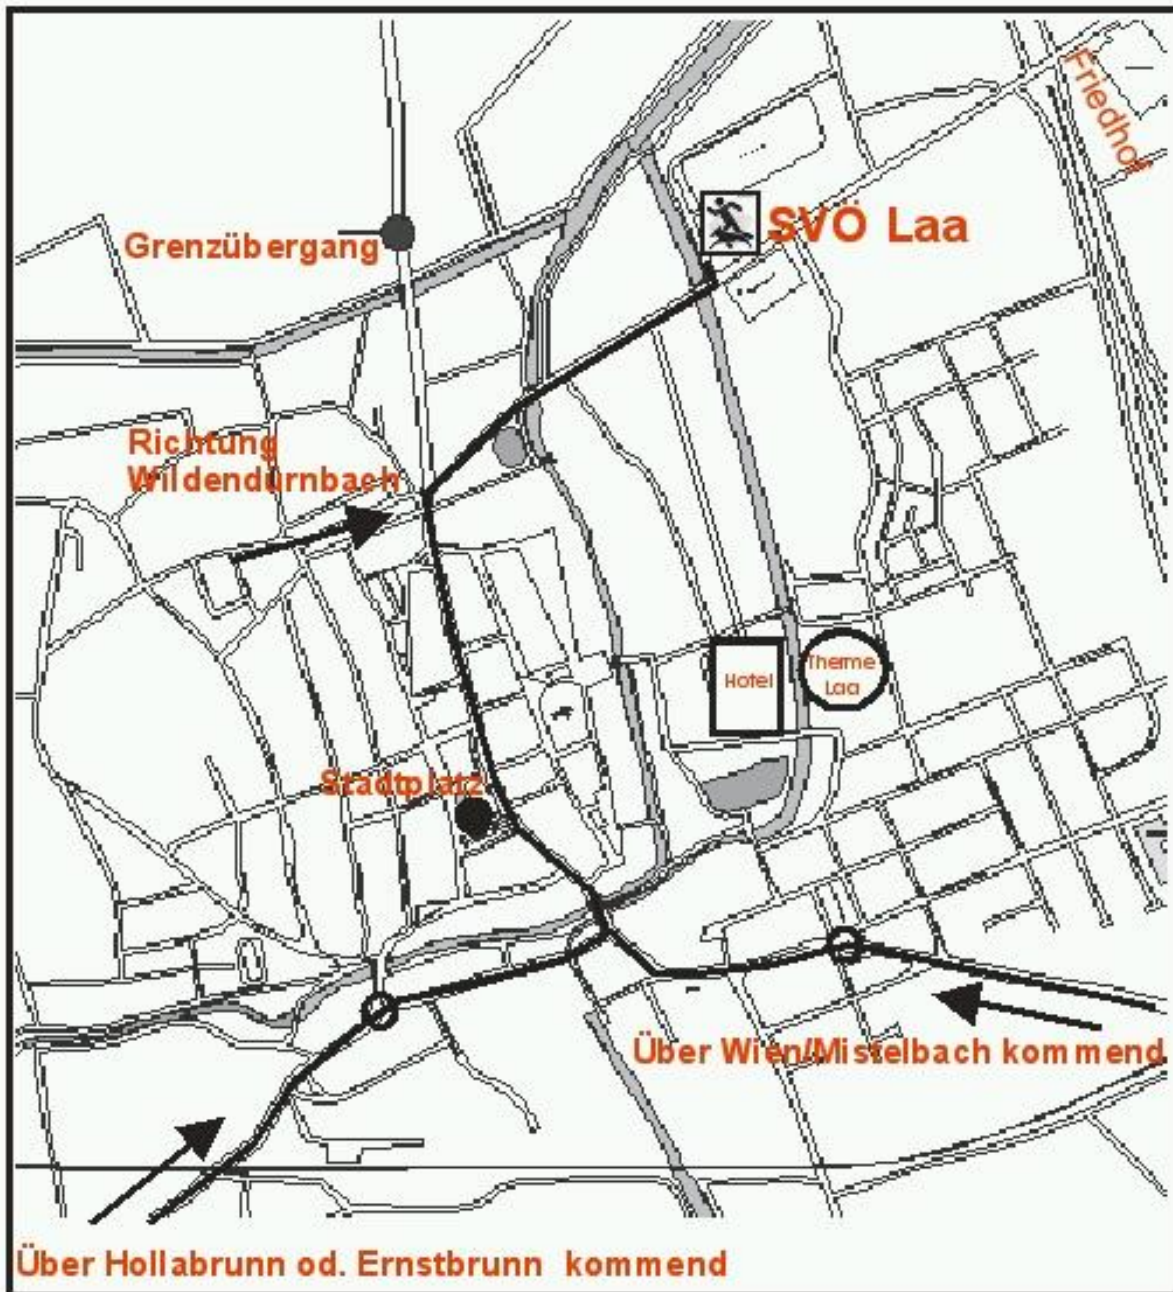 Friedhof
SVÖ Laa
Grenzübergang
Richtung
Wildendürnbach
Hotel
Therme
Laa
Stadtplatz
Über Wien/Mistelbach kommend
Über Hollabrunn od. Ernstbrunn kommend